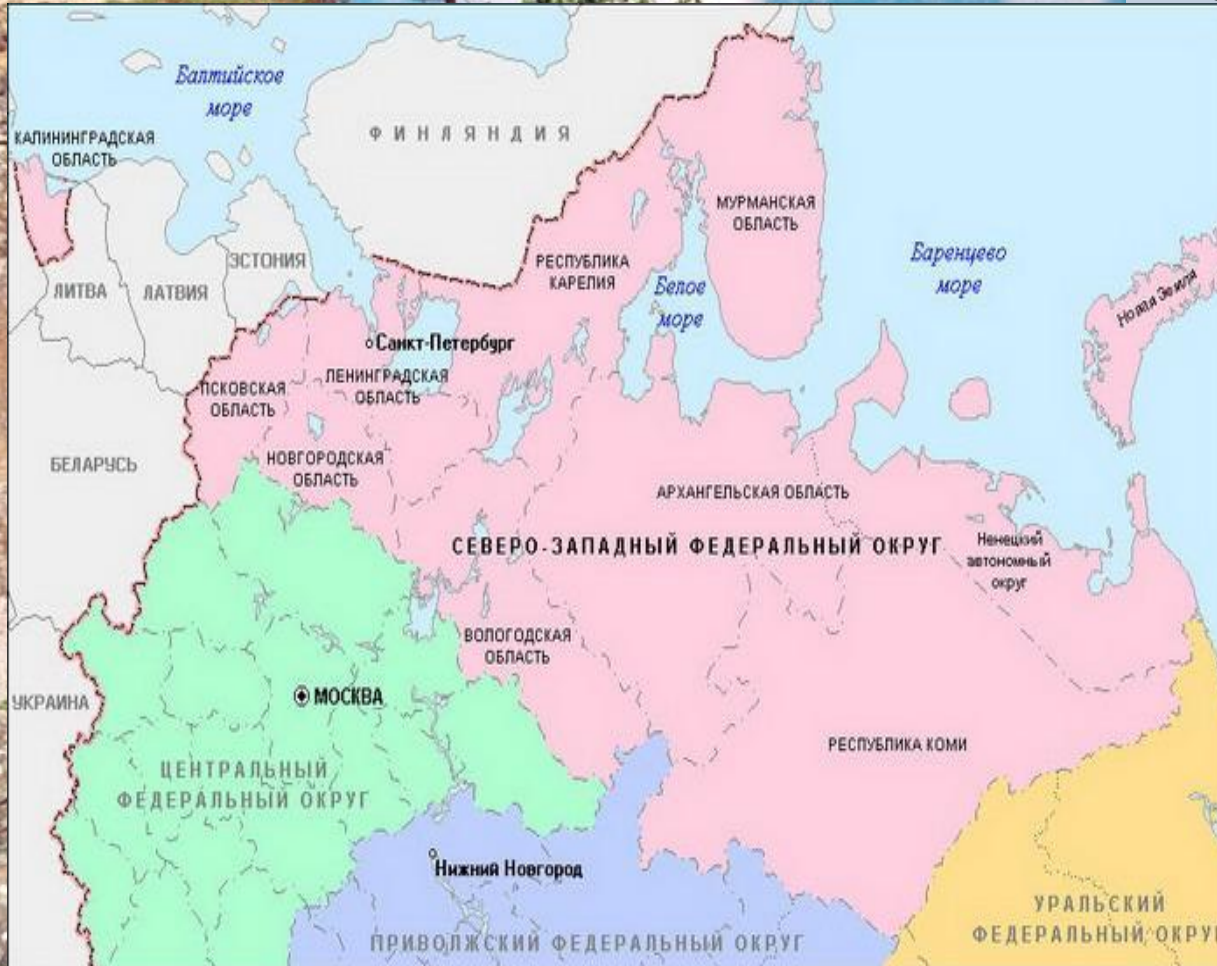 Балтийское
море
КАЛИНИНГРАДСКАЯ
ОБЛАСТЬ
ФИНЛЯНДИЯ
МУРМАНСКАЯ
ОБЛАСТЬ
Баренцево
море
ЭСТОНИЯ
РЕСПУБЛИКА
КАРЕЛИЯ
Белое
море
ЛИТВА
ЛАТВИЯ
Новая Земля
Санкт-Петербург
ПСКОВСКАЯ
ОБЛАСТЬ
ЛЕНИНГРАДСКАЯ
ОБЛАСТЬ
БЕЛАРУСЬ
НОВГОРОДСКАЯ
ОБЛАСТЬ
АРХАНГЕЛЬСКАЯ ОБЛАСТЬ
СЕВЕРО-ЗАПАДНЫЙ ФЕДЕРАЛЬНЫЙ ОКРУГ
Ненецкий
автономный
округ
ВОЛОГОДСКАЯ
ОБЛАСТЬ
УКРАИНА
МОСКВА
РЕСПУБЛИКА КОМИ
ЦЕНТРАЛЬНЫЙ
ФЕДЕРАЛЬНЫЙ ОКРУГ
Нижний Новгород
УРАЛЬСКИЙ
ФЕДЕРАЛЬНЫЙ ОКРУГ
ПРИВОЛЖСКИЙ ФЕДЕРАЛЬНЫЙ ОКРУГ